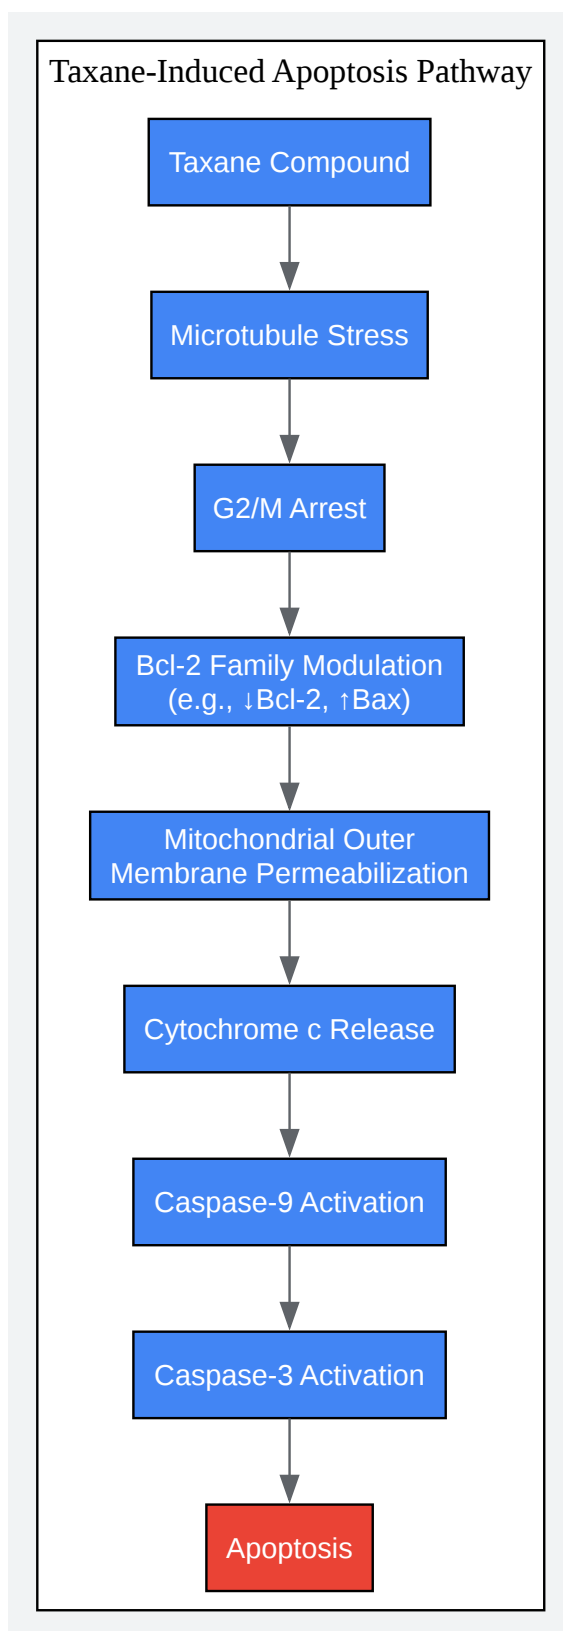 Taxane-Induced Apoptosis Pathway
Taxane Compound
Microtubule Stress
G2/M Arrest
Bcl-2 Family Modulation
(e.g., ↓Bcl-2, ↑Bax)
Mitochondrial Outer
Membrane Permeabilization
Cytochrome c Release
Caspase-9 Activation
Caspase-3 Activation
Apoptosis